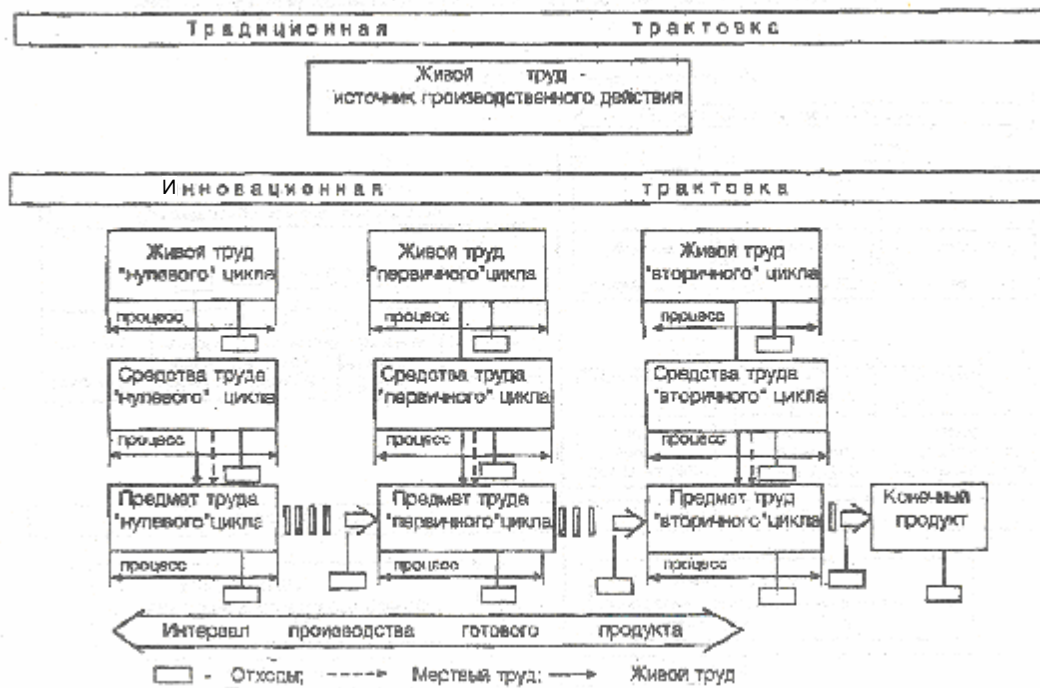 Традиционная трактовка
Живой труд -
источник производственного действия
Инновационная трактовка
Живой труд
"нулевого" цикла
Живой труд
"первичного"цикла
Живой труд
"вторичного" цикла
процесс
процесс
процесс
Средства труда
"нулевого" цикла
Средства труда
"первичного" цикла
Средства труда
"вторичного" цикла
процесс
процесс
процесс
Предмет труда
"нулевого"цикла
Предмет труда
"первичного"цикла
Предмет труд
"вторичного"цикла
Конечный
продукт
процесс
процесс
процесс
Интервал производства готового продукта
- Отходы; Мертвый труд; Живой труд